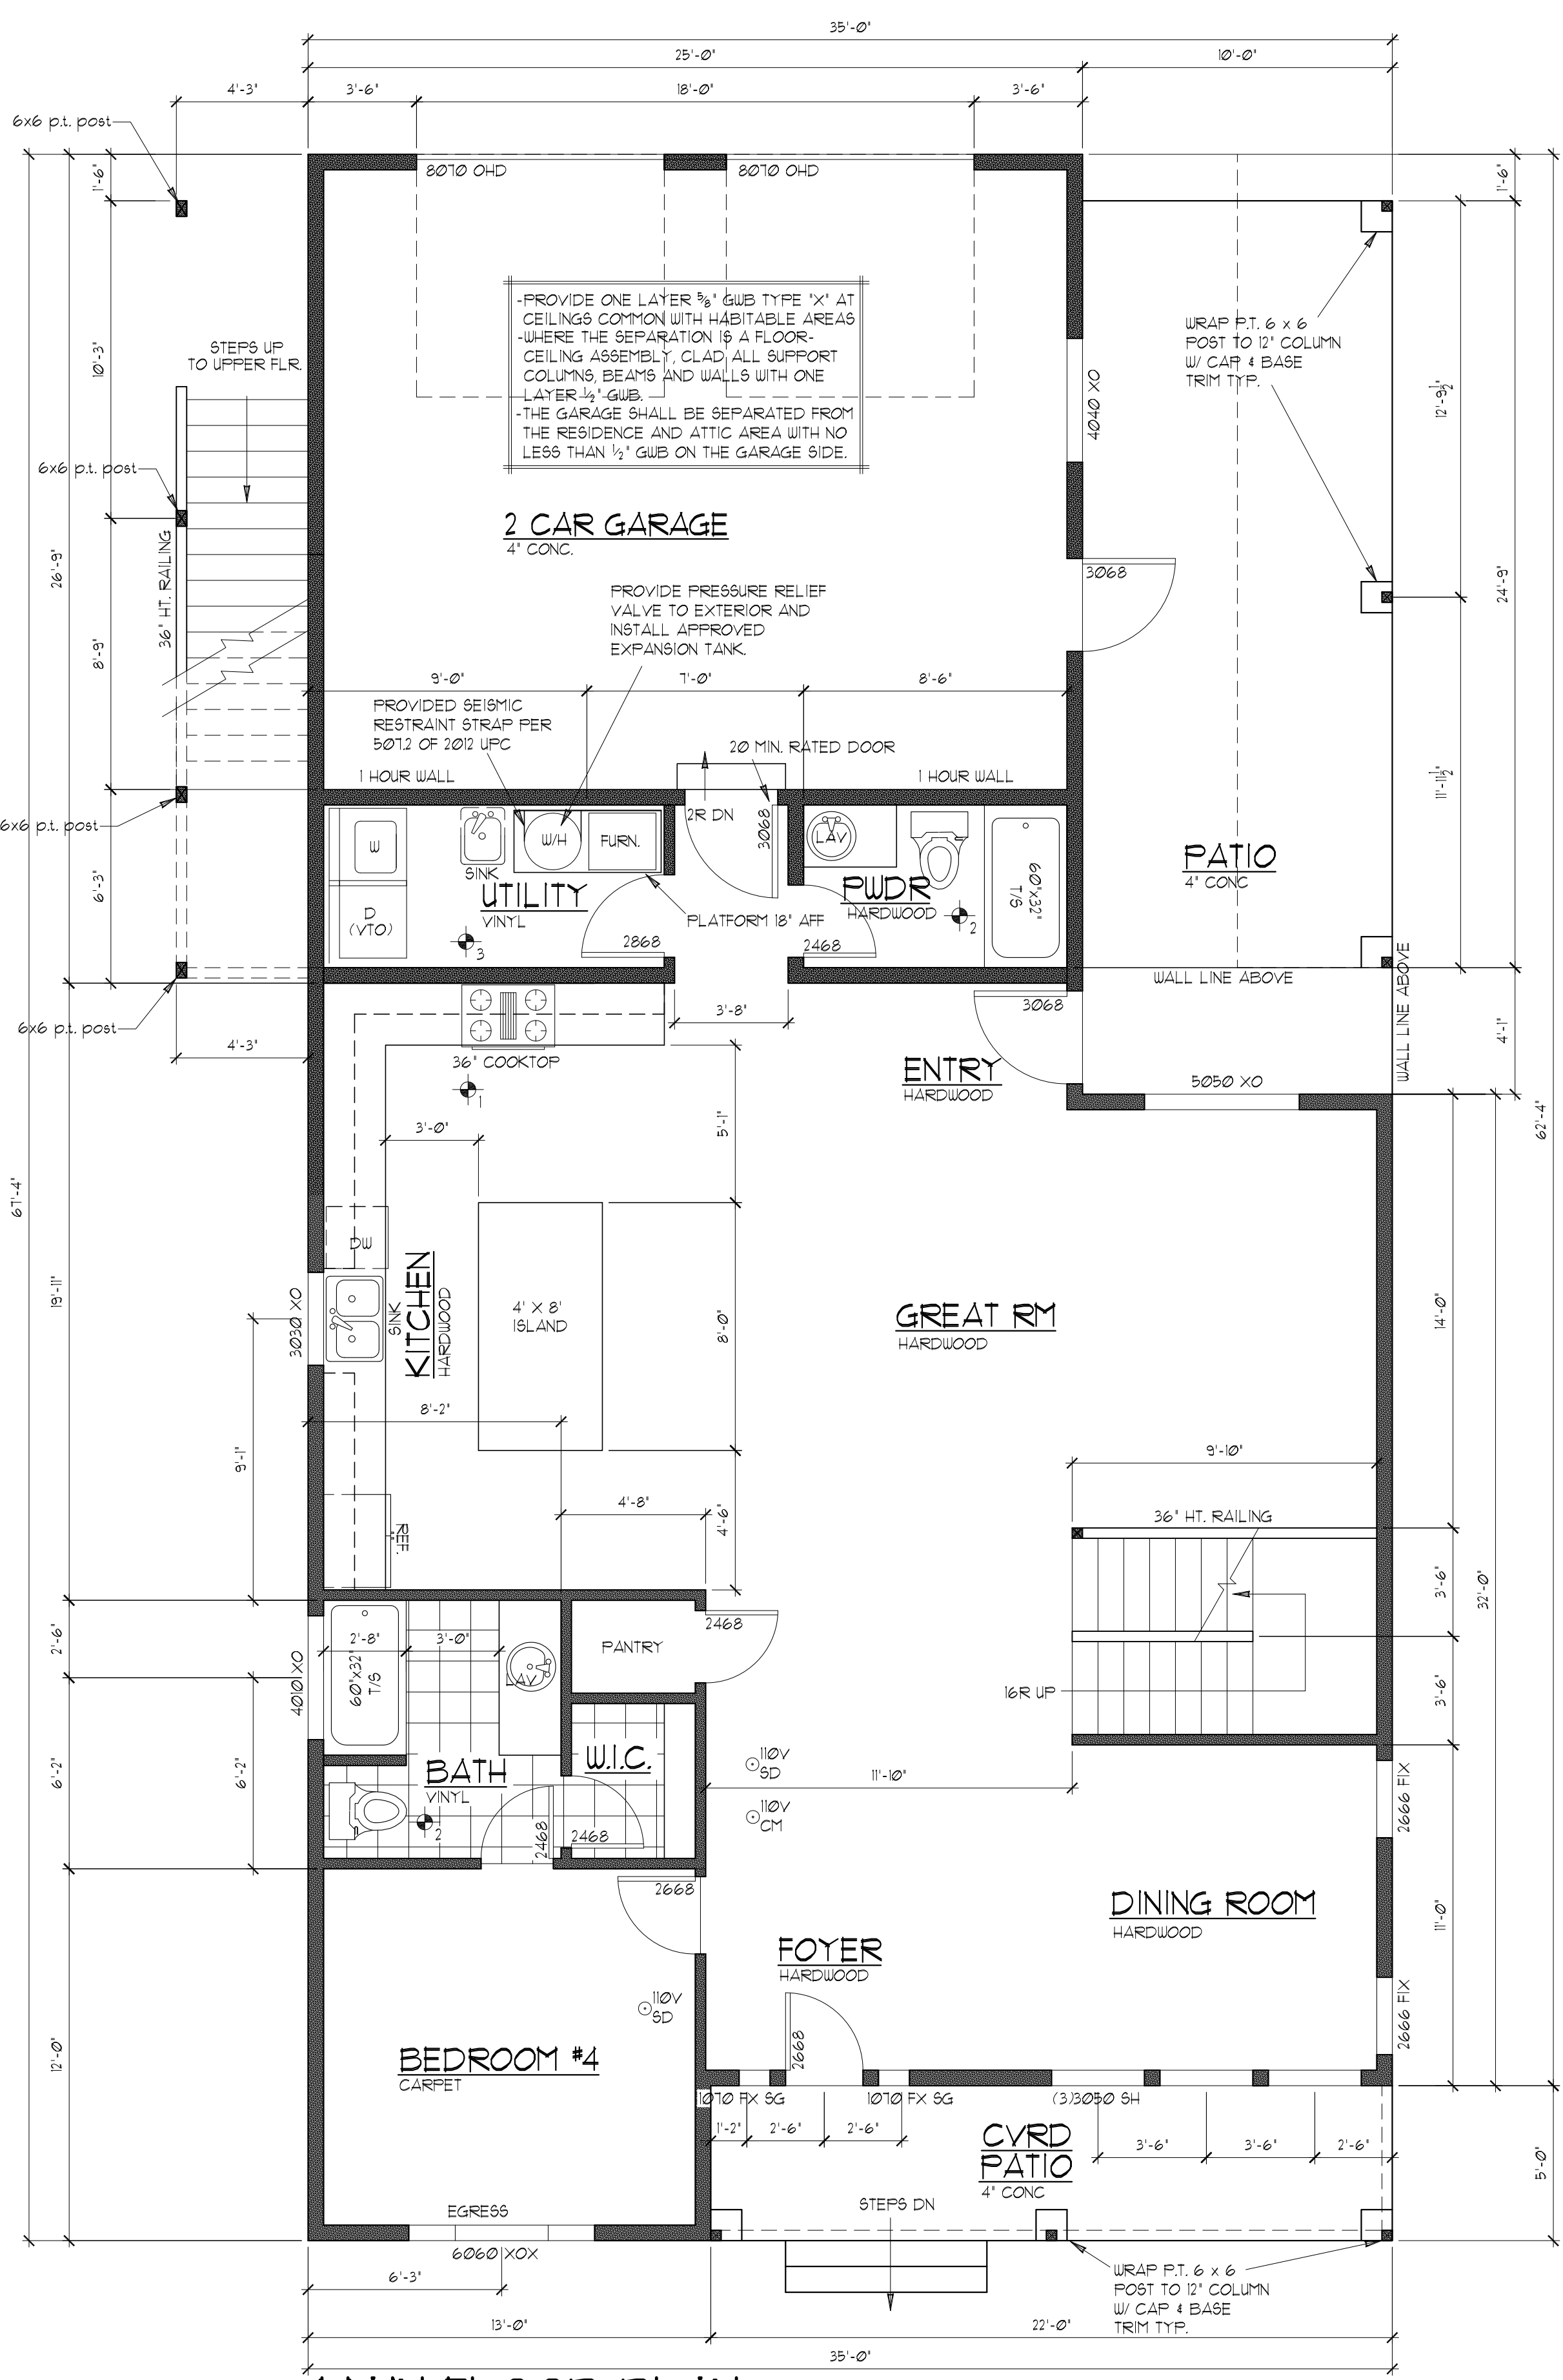 35'-0"
25'-0"
10'-0"
4'-3"
3'-6"
18'-0"
3'-6"
6x6 p.t. post
1'-6"
1'-6"
8070 OHD
8070 OHD
-PROVIDE ONE LAYER 5/8" GWB TYPE "X" AT
CEILINGS COMMON WITH HABITABLE AREAS
-WHERE THE SEPARATION IS A FLOOR-
CEILING ASSEMBLY, CLAD ALL SUPPORT
COLUMNS, BEAMS AND WALLS WITH ONE
LAYER 1/2" GWB.
-THE GARAGE SHALL BE SEPARATED FROM
THE RESIDENCE AND ATTIC AREA WITH NO
LESS THAN 1/2" GWB ON THE GARAGE SIDE.
WRAP P.T. 6 x 6
POST TO 12" COLUMN
W/ CAP & BASE
TRIM TYP.
STEPS UP
TO UPPER FLR.
10'-3"
4040 XO
12'-9 1/2"
6x6 p.t. post
2 CAR GARAGE
4" CONC.
26'-9"
36" HT. RAILING
3068
24'-9"
PROVIDE PRESSURE RELIEF
VALVE TO EXTERIOR AND
INSTALL APPROVED
EXPANSION TANK.
8'-9"
9'-0"
7'-0"
8'-6"
PROVIDED SEISMIC
RESTRAINT STRAP PER
507.2 OF 2012 UPC
20 MIN. RATED DOOR
1 HOUR WALL
1 HOUR WALL
11'-11 1/2"
6x6 p.t. post
2R DN
3068
W
SINK
W/H
FURN.
LAV
60"x32"
T/S
PATIO
4" CONC
6'-3"
UTILITY
VINYL
D
(VTO)
PLATFORM 18" AFF
PWDR
HARDWOOD
2
3
2868
2468
WALL LINE ABOVE
WALL LINE ABOVE
6x6 p.t. post
4'-3"
3'-8"
3068
4'-1"
36" COOKTOP
1
ENTRY
HARDWOOD
5050 XO
62'-4"
3'-0"
5'-1"
67'-4"
DW
19'-11"
3030 XO
SINK
KITCHEN
HARDWOOD
4' X 8'
ISLAND
8'-0"
GREAT RM
HARDWOOD
14'-0"
8'-2"
9'-1"
9'-10"
4'-8"
4'-6"
REF.
36" HT. RAILING
3'-6"
32'-0"
2'-6"
2'-8"
3'-0"
2468
PANTRY
4010 XO
60"x32"
T/S
LAV
16R UP
3'-6"
6'-2"
6'-2"
BATH
VINYL
2
W.I.C.
110V
SD
11'-10"
110V
CM
2666 FIX
2468
2468
2668
DINING ROOM
HARDWOOD
11'-0"
FOYER
HARDWOOD
110V
SD
2668
2666 FIX
12'-0"
BEDROOM #4
CARPET
1070 FX SG
1070 FX SG
(3)3050 SH
1'-2"
2'-6"
2'-6"
CVRD
PATIO
4" CONC
3'-6"
3'-6"
2'-6"
5'-0"
EGRESS
STEPS DN
6060 XOX
6'-3"
WRAP P.T. 6 x 6
POST TO 12" COLUMN
W/ CAP & BASE
TRIM TYP.
13'-0"
22'-0"
35'-0"